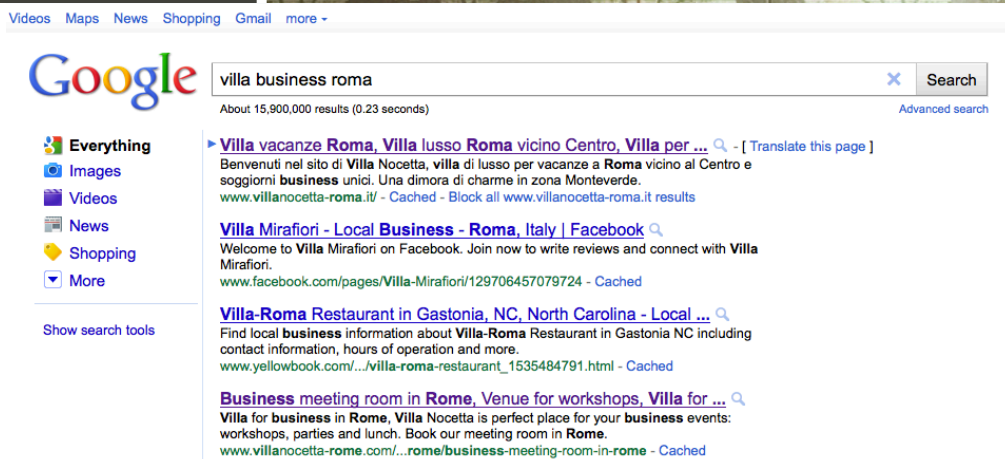 Videos Maps News Shopping Gmail more
Google
villa business roma
Search
About 15,900,000 results (0.23 seconds)
Advanced search
Everything
Images
Videos
News
Shopping
More
Show search tools
Villa vacanze Roma, Villa lusso Roma vicino Centro, Villa per ... - [ Translate this page ]
Benvenuti nel sito di Villa Nocetta, villa di lusso per vacanze a Roma vicino al Centro e
soggiorni business unici. Una dimora di charme in zona Monteverde.
www.villanocetta-roma.it/ - Cached - Block all www.villanocetta-roma.it results
Villa Mirafiori - Local Business - Roma, Italy | Facebook
Welcome to Villa Mirafiori on Facebook. Join now to write reviews and connect with Villa
Mirafiori.
www.facebook.com/pages/Villa-Mirafiori/129706457079724 - Cached
Villa-Roma Restaurant in Gastonia, NC, North Carolina - Local ...
Find local business information about Villa-Roma Restaurant in Gastonia NC including
contact information, hours of operation and more.
www.yellowbook.com/.../villa-roma-restaurant_1535484791.html - Cached
Business meeting room in Rome, Venue for workshops, Villa for ...
Villa for business in Rome, Villa Nocetta is perfect place for your business events:
workshops, parties and lunch. Book our meeting room in Rome.
www.villanocetta-rome.com/...rome/business-meeting-room-in-rome - Cached